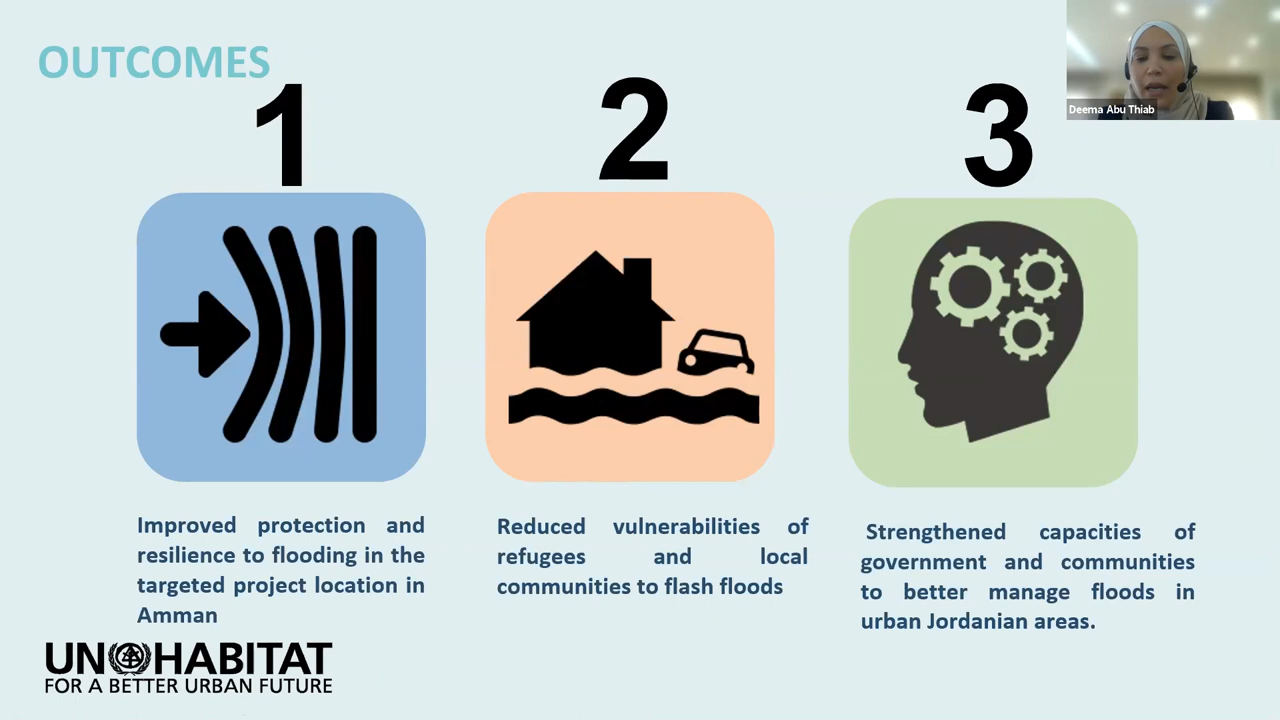 OUTCOMES
1
2
3
Deema Abu Thiab
Improved protection and
resilience to flooding in the
targeted project location in
Amman
Reduced vulnerabilities of
refugees and local
communities to flash floods
Strengthened capacities of
government and communities
to better manage floods in
urban Jordanian areas.
UN HABITAT
FOR A BETTER URBAN FUTURE